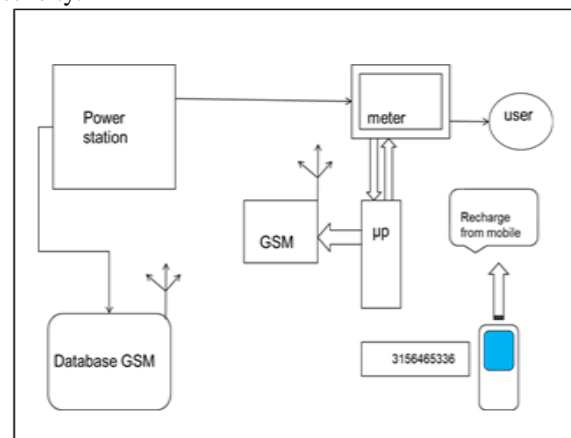 Power
station
meter
user
GSM
µp
Recharge
from mobile
Database GSM
3156465336